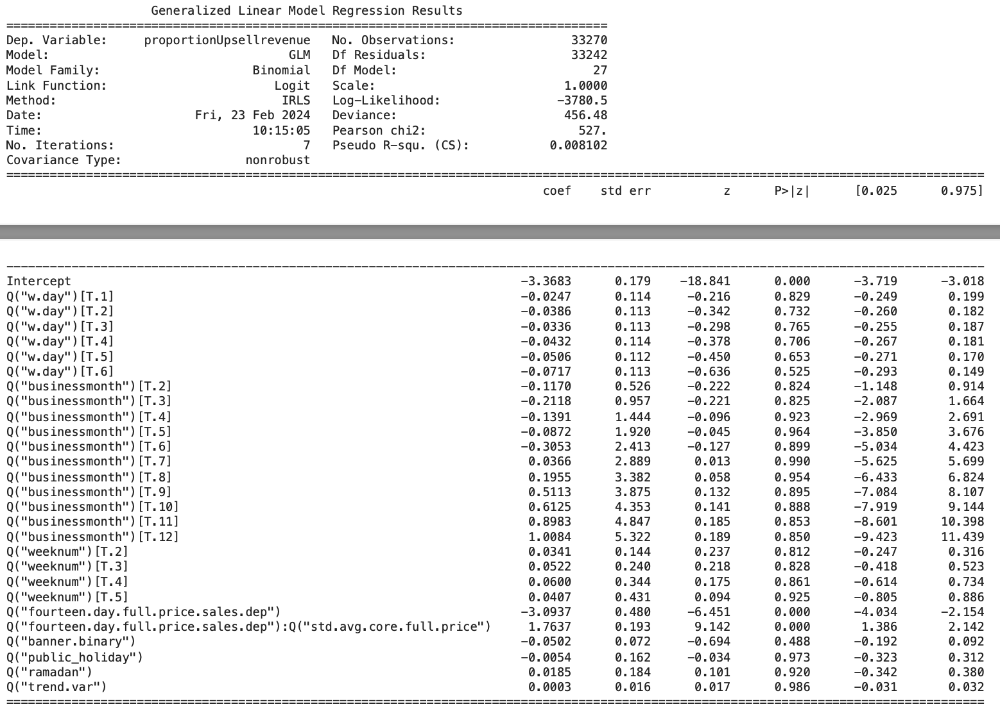 Generalized Linear Model Regression Results
==============================================================================
Dep. Variable: proportionUpsellrevenue No. Observations: 33270
Model: GLM Df Residuals: 33242
Model Family: Binomial Df Model: 27
Link Function: Logit Scale: 1.0000
Method: IRLS Log-Likelihood: -3780.5
Date: Fri, 23 Feb 2024 Deviance: 456.48
Time: 10:15:05 Pearson chi2: 527.
No. Iterations: 7 Pseudo R-squ. (CS): 0.008102
Covariance Type: nonrobust
==============================================================================
coef std err z P>|z| [0.025 0.975]
------------------------------------------------------------------------------
Intercept -3.3683 0.179 -18.841 0.000 -3.719 -3.018
Q("w.day")[T.1] -0.0247 0.114 -0.216 0.829 -0.249 0.199
Q("w.day")[T.2] -0.0386 0.113 -0.342 0.732 -0.260 0.182
Q("w.day")[T.3] -0.0336 0.113 -0.298 0.765 -0.255 0.187
Q("w.day")[T.4] -0.0432 0.114 -0.378 0.706 -0.267 0.181
Q("w.day")[T.5] -0.0506 0.112 -0.450 0.653 -0.271 0.170
Q("w.day")[T.6] -0.0717 0.113 -0.636 0.525 -0.293 0.149
Q("businessmonth")[T.2] -0.1170 0.526 -0.222 0.824 -1.148 0.914
Q("businessmonth")[T.3] -0.2118 0.957 -0.221 0.825 -2.087 1.664
Q("businessmonth")[T.4] -0.1391 1.444 -0.096 0.923 -2.969 2.691
Q("businessmonth")[T.5] -0.0872 1.920 -0.045 0.964 -3.850 3.676
Q("businessmonth")[T.6] -0.3053 2.413 -0.127 0.899 -5.034 4.423
Q("businessmonth")[T.7] 0.0366 2.889 0.013 0.990 -5.625 5.699
Q("businessmonth")[T.8] 0.1955 3.382 0.058 0.954 -6.433 6.824
Q("businessmonth")[T.9] 0.5113 3.875 0.132 0.895 -7.084 8.107
Q("businessmonth")[T.10] 0.6125 4.353 0.141 0.888 -7.919 9.144
Q("businessmonth")[T.11] 0.8983 4.847 0.185 0.853 -8.601 10.398
Q("businessmonth")[T.12] 1.0084 5.322 0.189 0.850 -9.423 11.439
Q("weeknum")[T.2] 0.0341 0.144 0.237 0.812 -0.247 0.316
Q("weeknum")[T.3] 0.0522 0.240 0.218 0.828 -0.418 0.523
Q("weeknum")[T.4] 0.0600 0.344 0.175 0.861 -0.614 0.734
Q("weeknum")[T.5] 0.0407 0.431 0.094 0.925 -0.805 0.886
Q("fourteen.day.full.price.sales.dep") -3.0937 0.480 -6.451 0.000 -4.034 -2.154
Q("fourteen.day.full.price.sales.dep"):Q("std.avg.core.full.price") 1.7637 0.193 9.142 0.000 1.386 2.142
Q("banner.binary") -0.0502 0.072 -0.694 0.488 -0.192 0.092
Q("public_holiday") -0.0054 0.162 -0.034 0.973 -0.323 0.312
Q("ramadan") 0.0185 0.184 0.101 0.920 -0.342 0.380
Q("trend.var") 0.0003 0.016 0.017 0.986 -0.031 0.032
==============================================================================